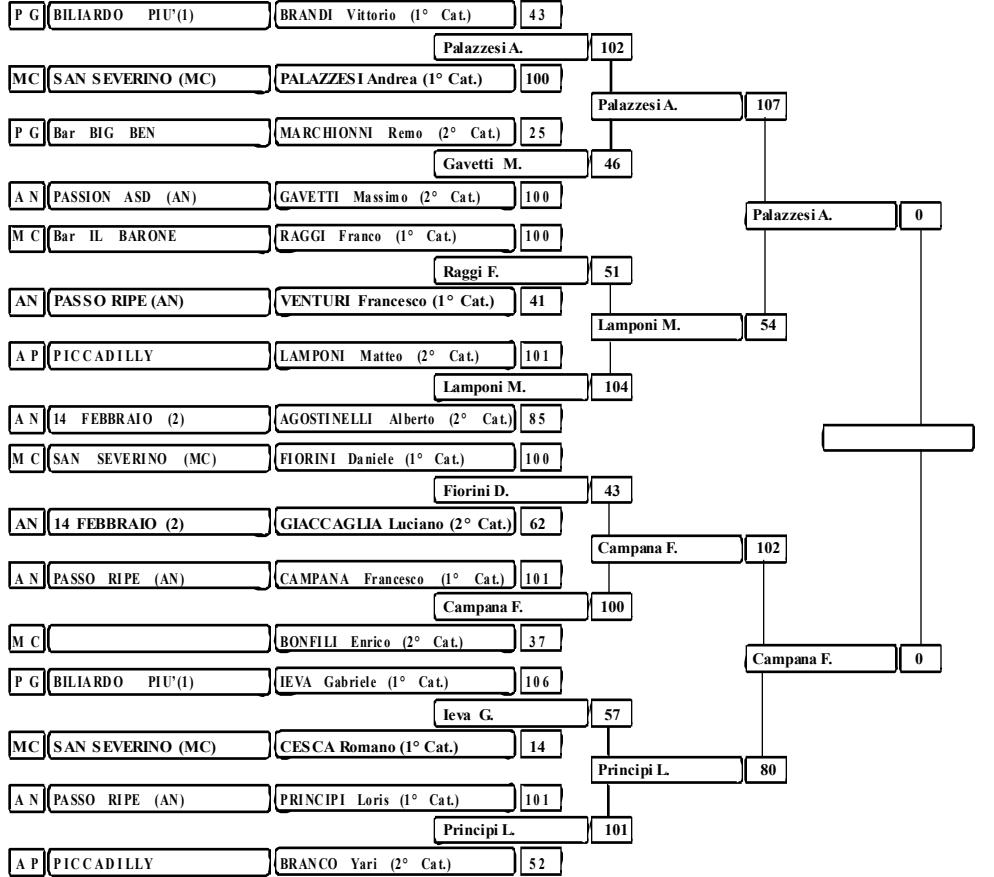 P G BILIARDO PIU'(1) BRANDI Vittorio (1° Cat.) 43
Palazzesi A. 102
MC SAN SEVERINO (MC) PALAZZESI Andrea (1° Cat.) 100
Palazzesi A. 107
P G Bar BIG BEN MARCHIONNI Remo (2° Cat.) 25
Gavetti M. 46
A N PASSION ASD (AN) GAVETTI Massimo (2° Cat.) 100
Palazzesi A. 0
M C Bar IL BARONE RAGGI Franco (1° Cat.) 100
Raggi F. 51
AN PASSO RIPE (AN) VENTURI Francesco (1° Cat.) 41
Lamponi M. 54
A P PICCADILLY LAMPONI Matteo (2° Cat.) 101
Lamponi M. 104
A N 14 FEBBRAIO (2) AGOSTINELLI Alberto (2° Cat.) 85
M C SAN SEVERINO (MC) FIORINI Daniele (1° Cat.) 100
Fiorini D. 43
AN 14 FEBBRAIO (2) GIACCAGLIA Luciano (2° Cat.) 62
Campana F. 102
A N PASSO RIPE (AN) CAMPANA Francesco (1° Cat.) 101
Campana F. 100
M C BONFILI Enrico (2° Cat.) 37
Campana F. 0
P G BILIARDO PIU'(1) IEVA Gabriele (1° Cat.) 106
Ieva G. 57
MC SAN SEVERINO (MC) CESCA Romano (1° Cat.) 14
Principi L. 80
A N PASSO RIPE (AN) PRINCIPI Loris (1° Cat.) 101
Principi L. 101
A P PICCADILLY BRANCO Yari (2° Cat.) 52